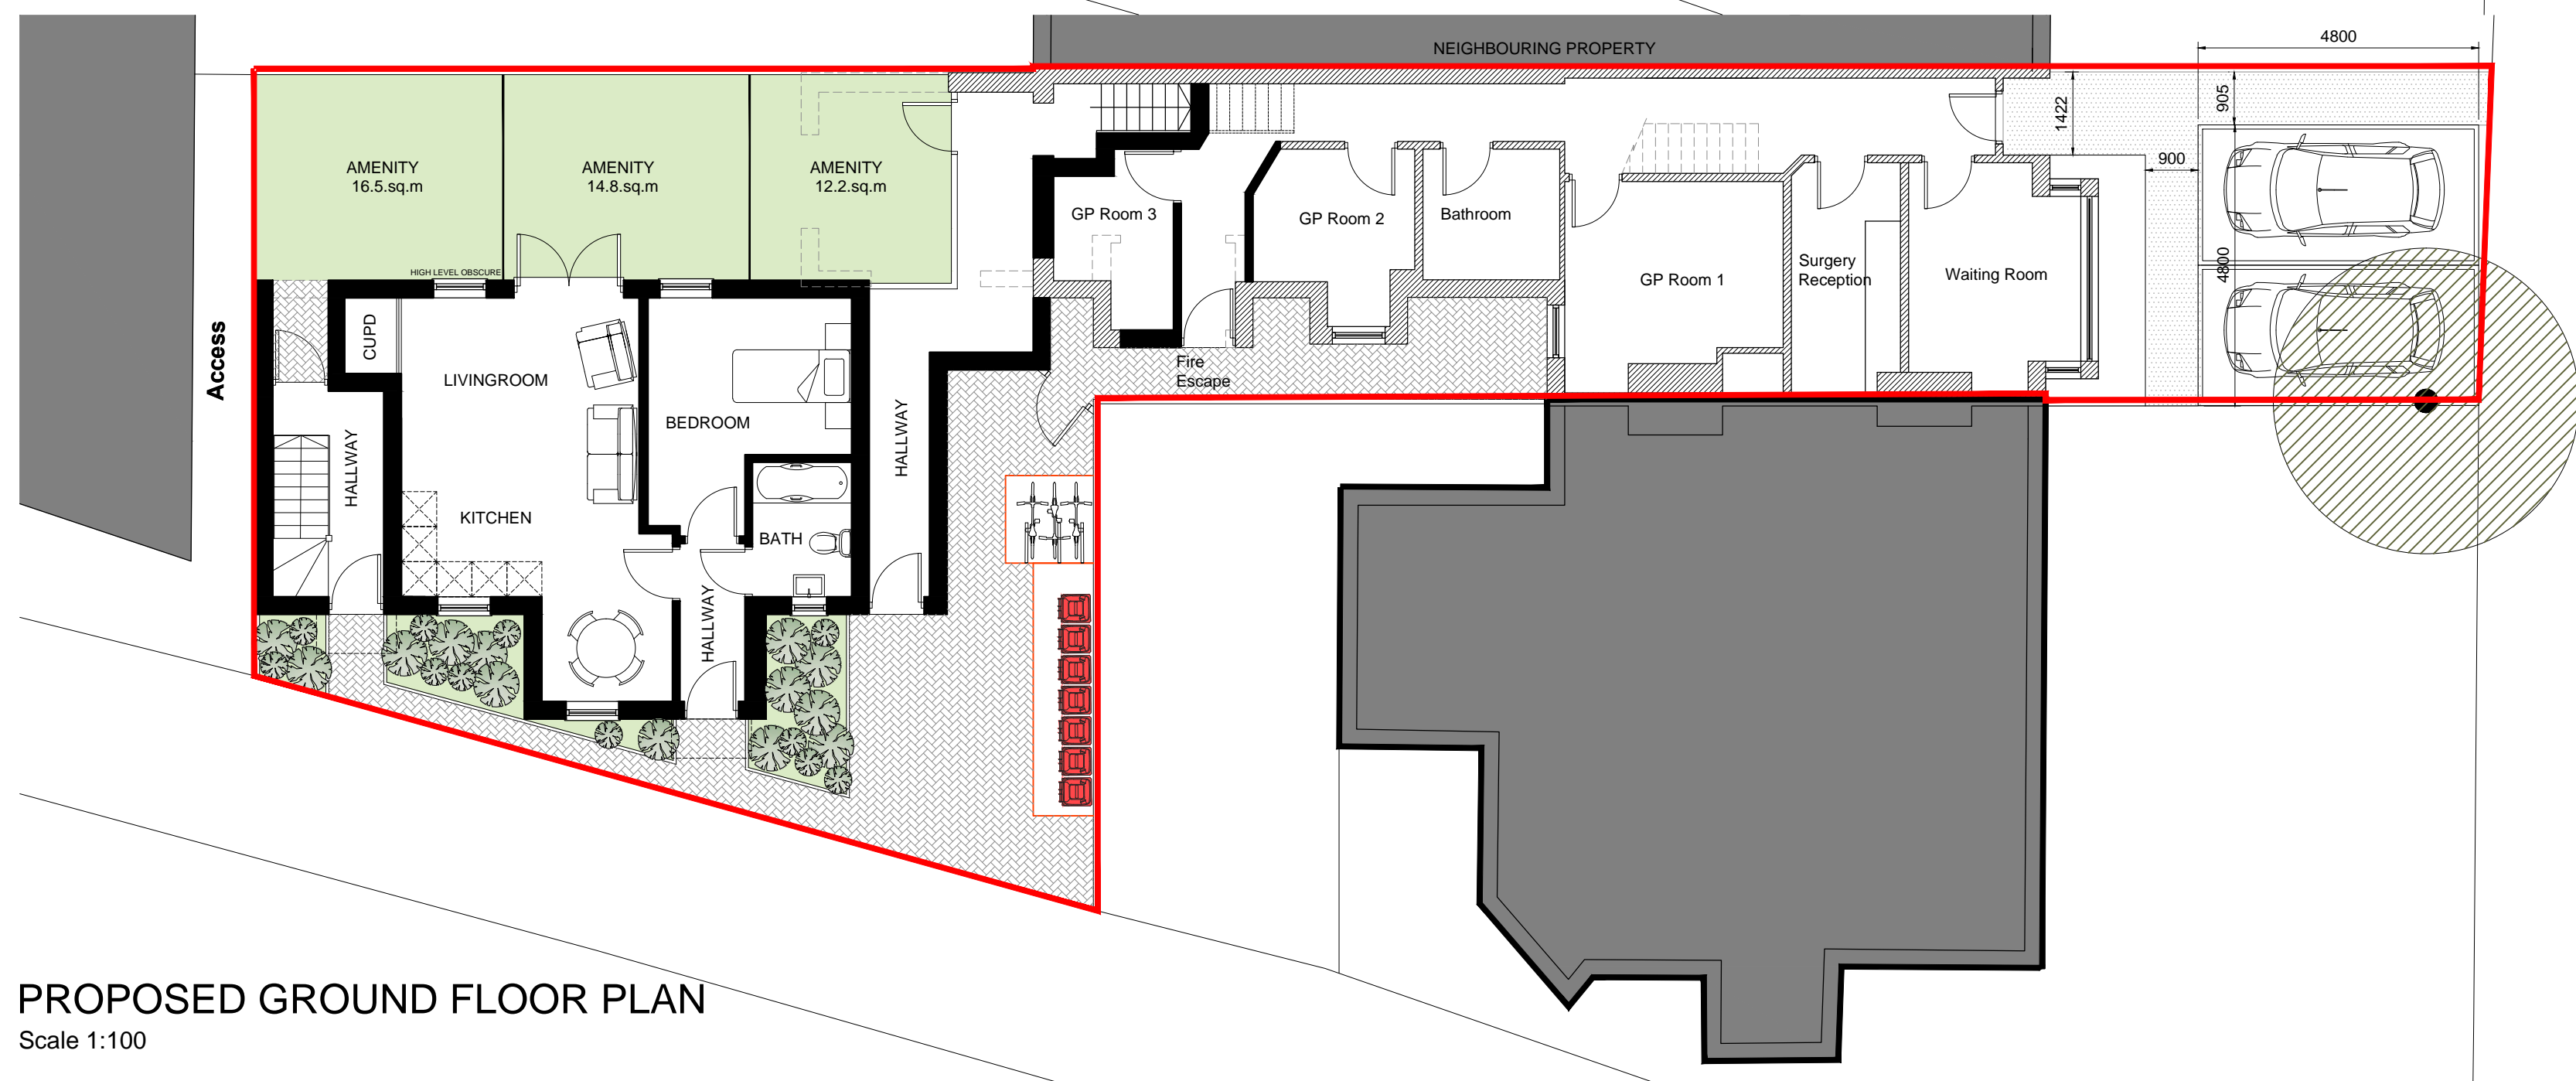 NEIGHBOURING PROPERTY
4800
905
1422
900
4800
AMENITY
16.5.sq.m
AMENITY
14.8.sq.m
AMENITY
12.2.sq.m
GP Room 3
GP Room 2
Bathroom
GP Room 1
Surgery
Reception
Waiting Room
HIGH LEVEL OBSCURE
Access
CUPD
LIVINGROOM
BEDROOM
HALLWAY
HALLWAY
Fire
Escape
KITCHEN
BATH
HALLWAY
PROPOSED GROUND FLOOR PLAN
Scale 1:100